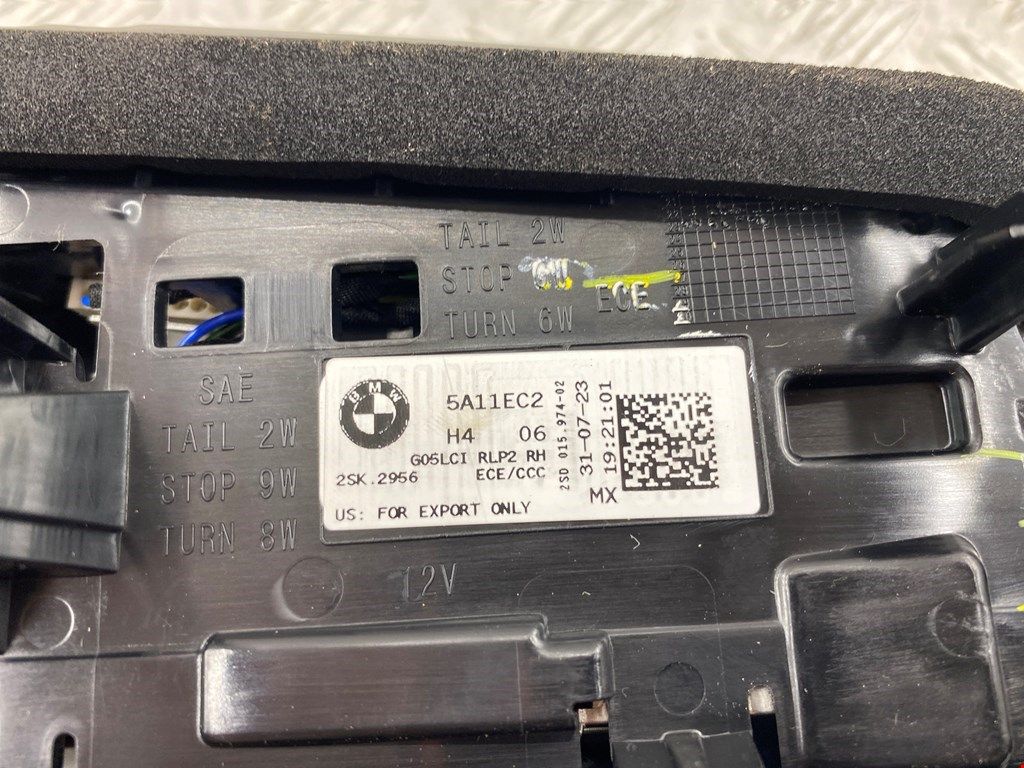 TAIL 2W
STOP 6W ECE
TURN 6W
SAE
TAIL 2W
STOP 9W
TURN 8W
BMW
5A11EC2
H4 06
G05LCI RLP2 RH
2SK.2956 ECE/CCC
US: FOR EXPORT ONLY
2SD 015.974-02
31-07-23
19:21:01
MX
12V